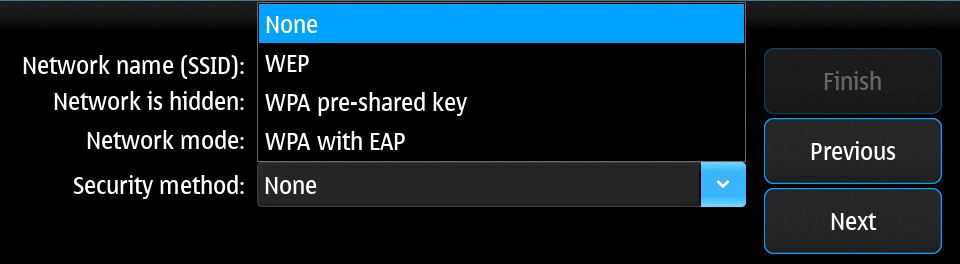 None
Network name (SSID): WEP Finish
Network is hidden: WPA pre-shared key
Network mode: WPA with EAP Previous
Security method: None
Next